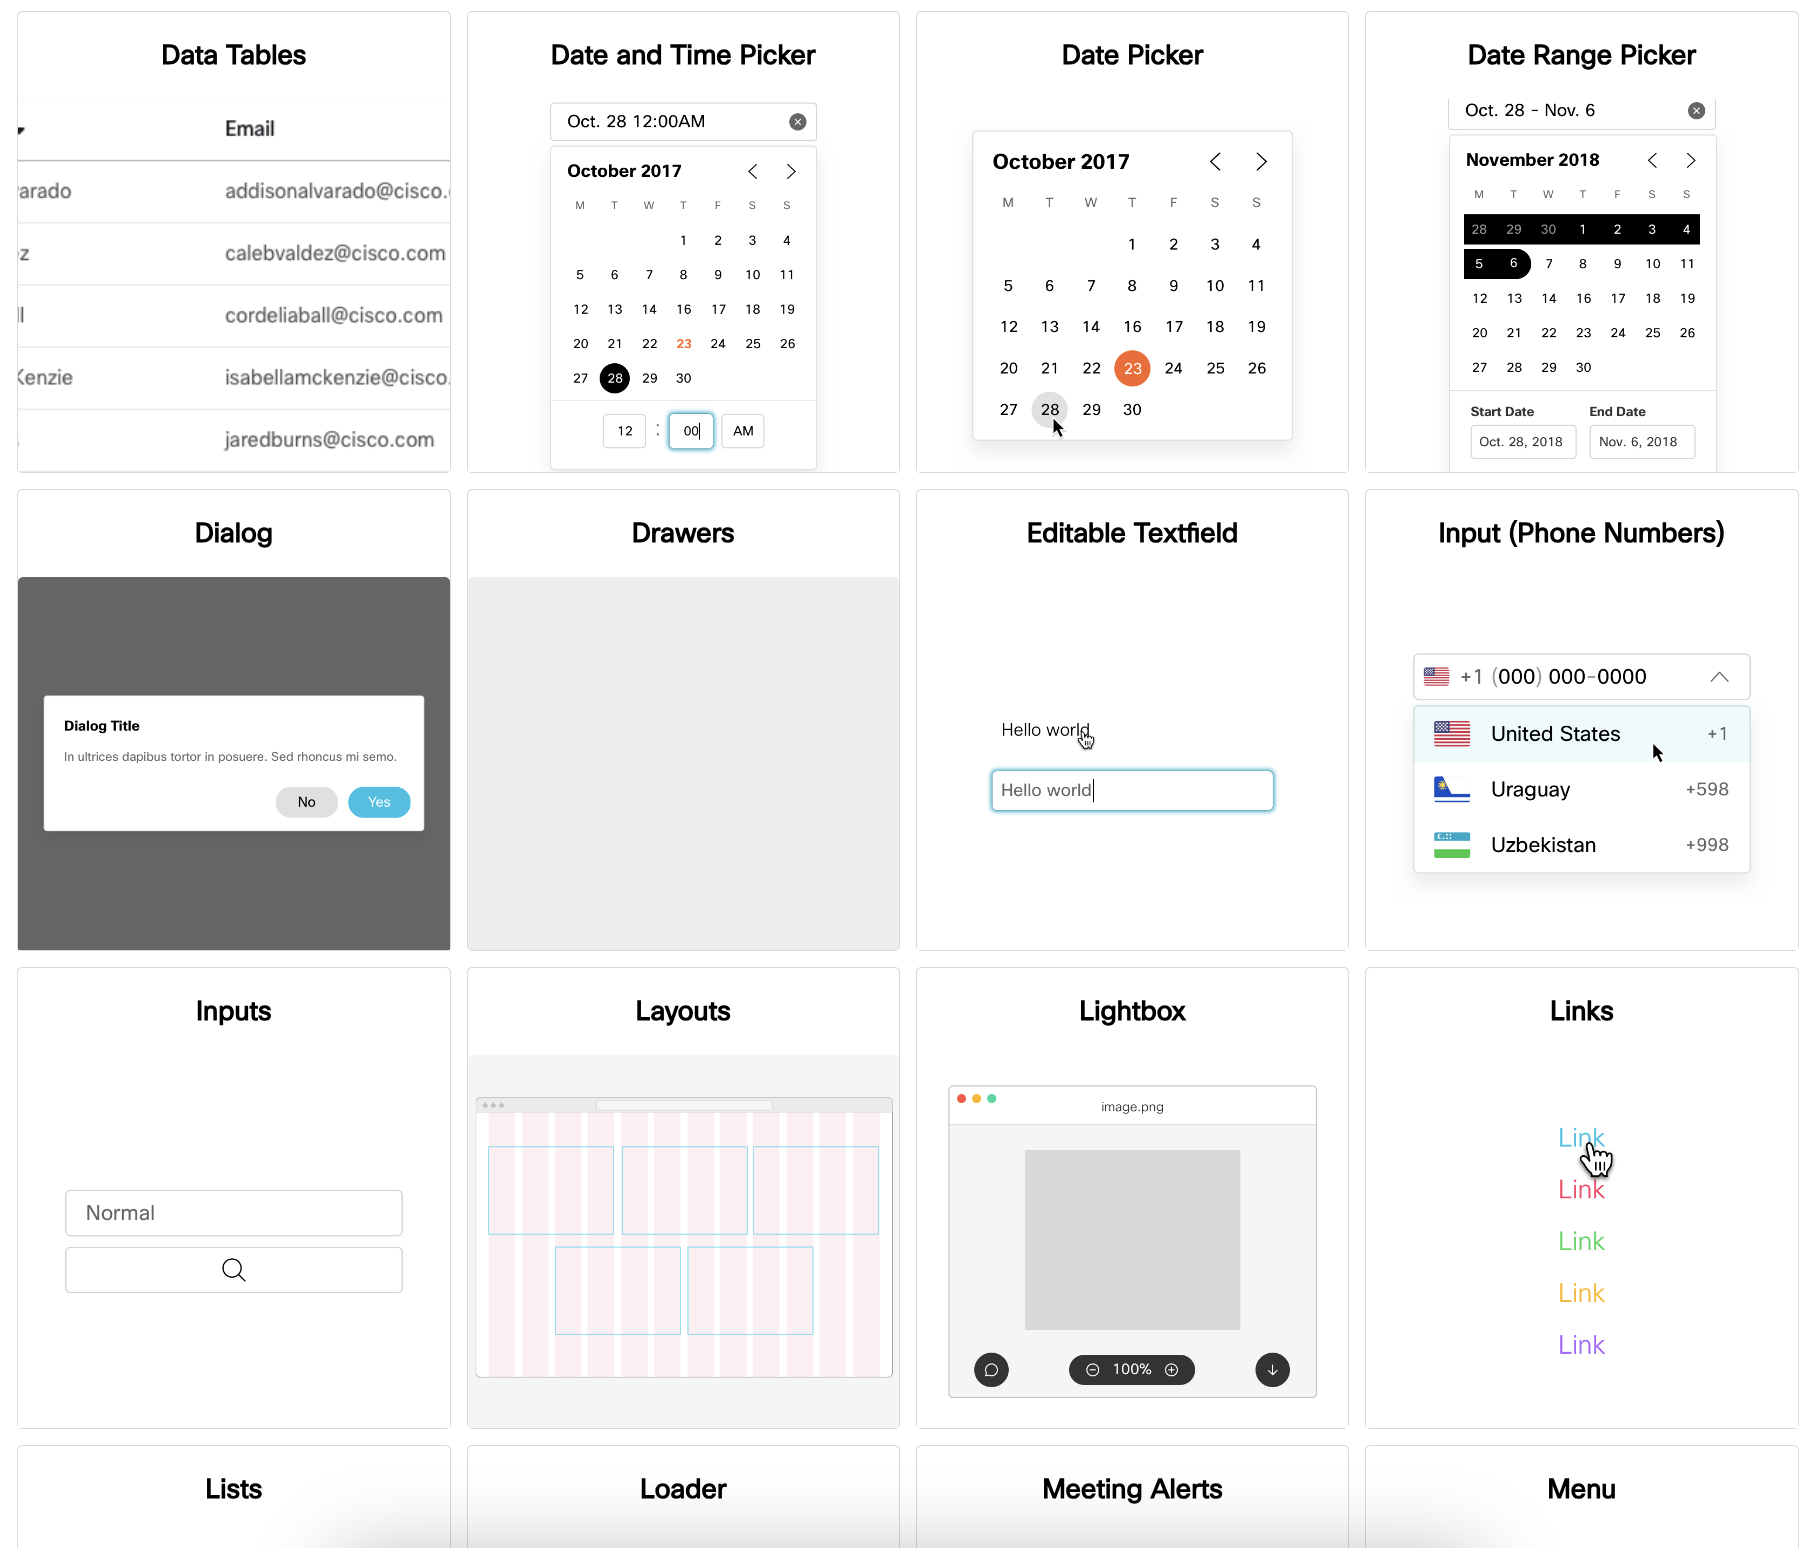 Data Tables
Email
arado addisonalvarado@cisco.
z calebvaldez@cisco.com
ll cordeliaball@cisco.com
Kenzie isabellamckenzie@cisco.
jaredburns@cisco.com
Date and Time Picker
Oct. 28 12:00AM
October 2017
M T W T F S S
1 2 3 4
5 6 7 8 9 10 11
12 13 14 16 17 18 19
20 21 22 23 24 25 26
27 28 29 30
12 : 00 AM
Date Picker
October 2017
M T W T F S S
1 2 3 4
5 6 7 8 9 10 11
12 13 14 16 17 18 19
20 21 22 23 24 25 26
27 28 29 30
Date Range Picker
Oct. 28 - Nov. 6
November 2018
M T W T F S S
28 29 30 1 2 3 4
5 6 7 8 9 10 11
12 13 14 16 17 18 19
20 21 22 23 24 25 26
27 28 29 30
Start Date End Date
Oct. 28, 2018 Nov. 6, 2018
Dialog
Dialog Title
In ultrices dapibus tortor in posuere. Sed rhoncus mi semo.
No Yes
Drawers
Editable Textfield
Hello world
Hello world
Input (Phone Numbers)
+1 (000) 000-0000
United States +1
Uraguay +598
Uzbekistan +998
Inputs
Normal
Layouts
Lightbox
image.png
100%
Links
Link
Link
Link
Link
Link
Lists
Loader
Meeting Alerts
Menu